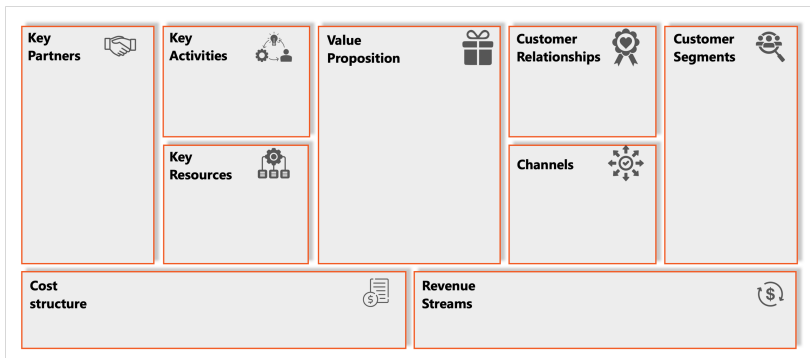 Key
Partners
Key
Activities
Key
Resources
Value
Proposition
Customer
Relationships
Channels
Customer
Segments
Cost
structure
Revenue
Streams